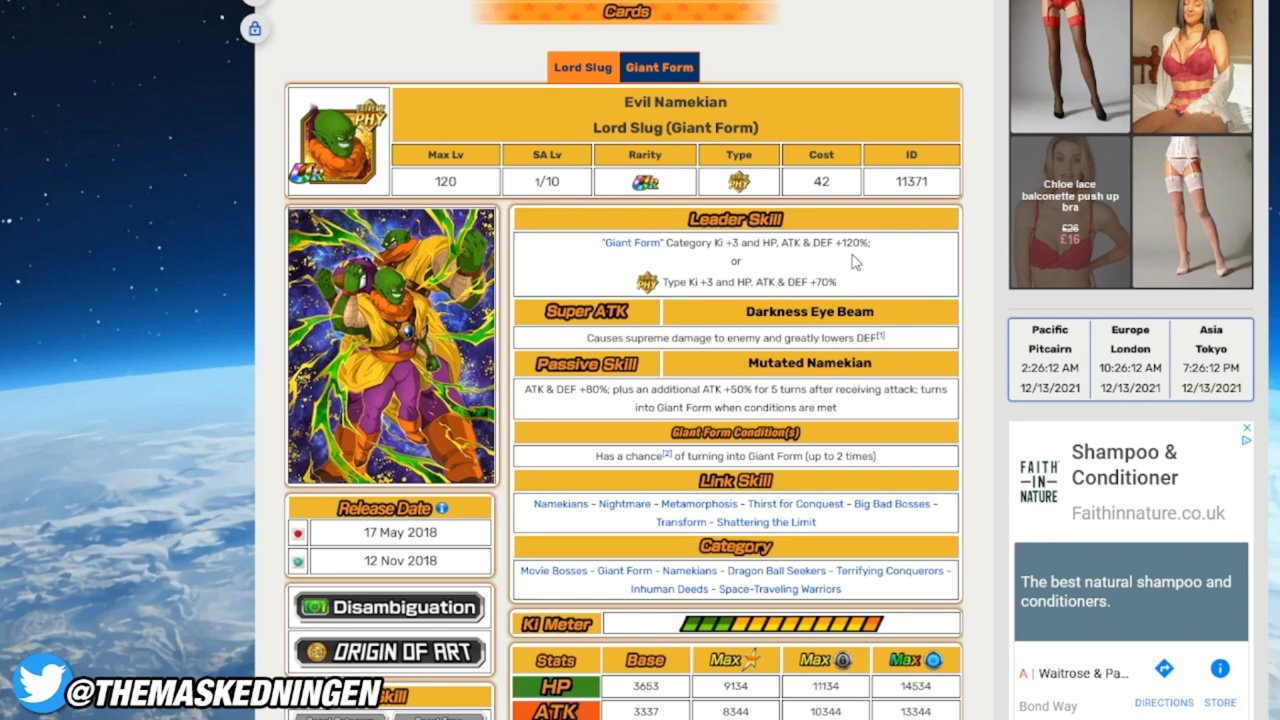 Cards
Lord Slug
Giant Form
Evil Namekian
Lord Slug (Giant Form)
Max Lv SA Lv Rarity Type Cost ID
120 1/10 UR PHY 42 11371
EXTREME PHY
UR
Leader Skill
"Giant Form" Category Ki +3 and HP, ATK & DEF +120%;
or
PHY Type Ki +3 and HP, ATK & DEF +70%
Super ATK Darkness Eye Beam
Causes supreme damage to enemy and greatly lowers DEF[1]
Passive Skill Mutated Namekian
ATK & DEF +80%; plus an additional ATK +50% for 5 turns after receiving attack; turns
into Giant Form when conditions are met
Giant Form Condition(s)
Has a chance[2] of turning into Giant Form (up to 2 times)
Link Skill
Namekians - Nightmare - Metamorphosis - Thirst for Conquest - Big Bad Bosses -
Transform - Shattering the Limit
Category
Movie Bosses - Giant Form - Namekians - Dragon Ball Seekers - Terrifying Conquerors -
Inhuman Deeds - Space-Traveling Warriors
Ki Meter
Stats Base Max Max Max
HP 3653 9134 11134 14534
ATK 3337 8344 10344 13344
Release Date i
17 May 2018
12 Nov 2018
Disambiguation
ORIGIN OF ART
Skill
@THEMASKEDNINGEN
Chloe lace
balconette push up
bra
£26
£16
Pacific Europe Asia
Pitcairn London Tokyo
2:26:12 AM 10:26:12 AM 7:26:12 PM
12/13/2021 12/13/2021 12/13/2021
FAITH
-IN-
NATURE
Shampoo &
Conditioner
Faithinnature.co.uk
The best natural shampoo and
conditioners.
A | Waitrose & Pa...
Bond Way
DIRECTIONS
STORE